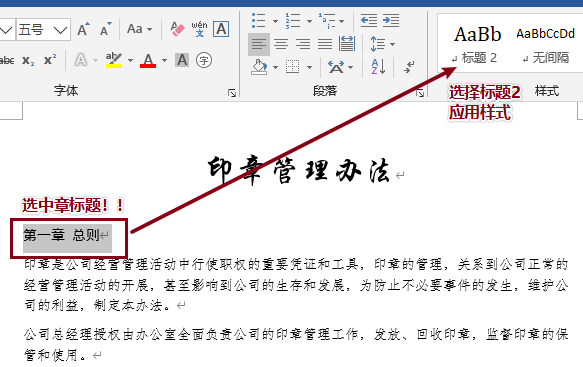 五号 A A Aa wén 文 A
abc x₂ x² A ab A A 字
字体
段落
样式
AaBb AaBbCcDd
标题 2 无间隔
选择标题2
应用样式
印章管理办法
选中章标题！！
第一章 总则
印章是公司经营管理活动中行使职权的重要凭证和工具，印章的管理，关系到公司正常的
经营管理活动的开展，甚至影响到公司的生存和发展，为防止不必要事件的发生，维护公
司的利益，制定本办法。
公司总经理授权由办公室全面负责公司的印章管理工作，发放、回收印章，监督印章的保
管和使用。